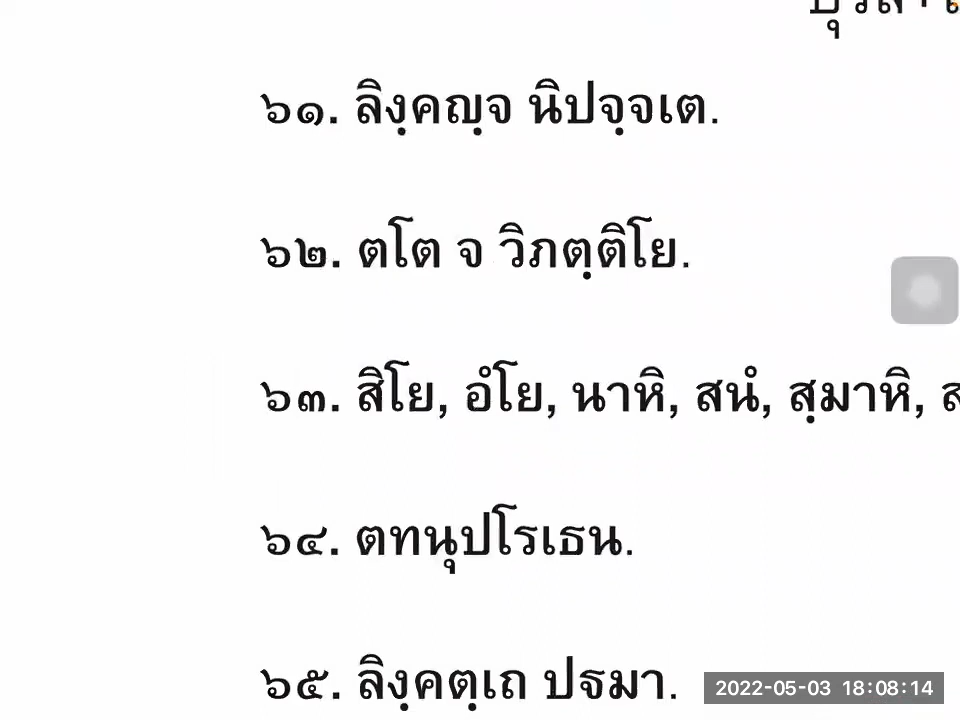 ๖๑. ลิงฺคญฺจ นิปจฺจเต.
๖๒. ตโต จ วิภตฺติโย.
๖๓. สิโย, อํโย, นาหิ, สนํ, สฺมาหิ,
๖๔. ตทนุปโรเธน.
๖๕. ลิงฺคตฺเถ ปฐมา.
2022-05-03 18:08:14